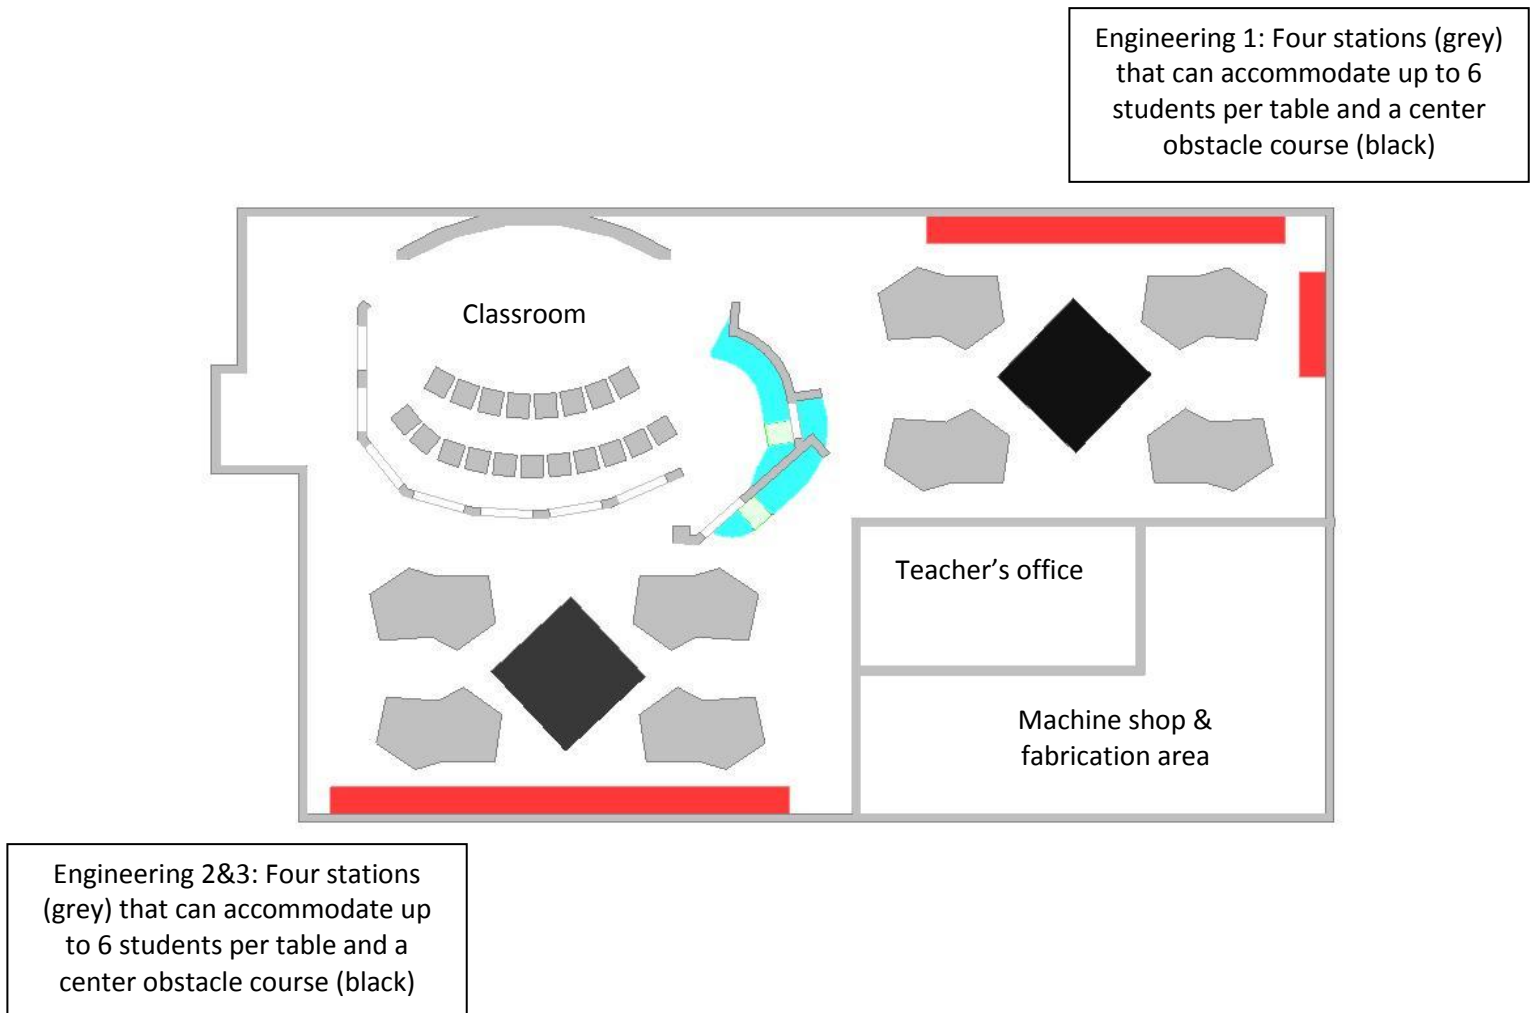 Engineering 1: Four stations (grey)
that can accommodate up to 6
students per table and a center
obstacle course (black)
Classroom
Teacher’s office
Machine shop &
fabrication area
Engineering 2&3: Four stations
(grey) that can accommodate up
to 6 students per table and a
center obstacle course (black)